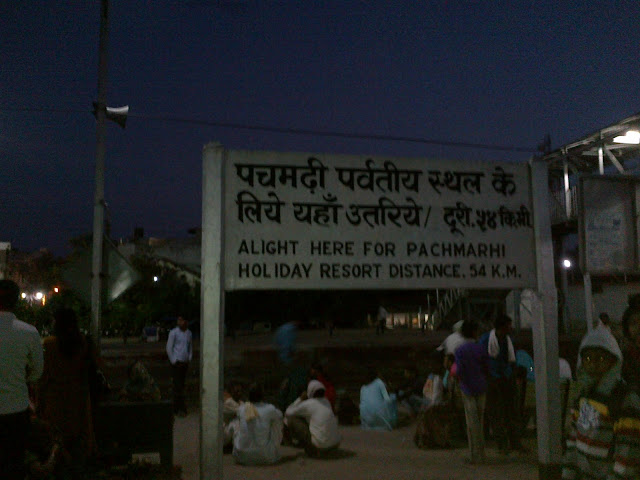 पचमढ़ी पर्वतीय स्थल के
लिये यहाँ उतरिये/ दूरी.५४ कि.मी.
ALIGHT HERE FOR PACHMARHI
HOLIDAY RESORT DISTANCE. 54 K.M.